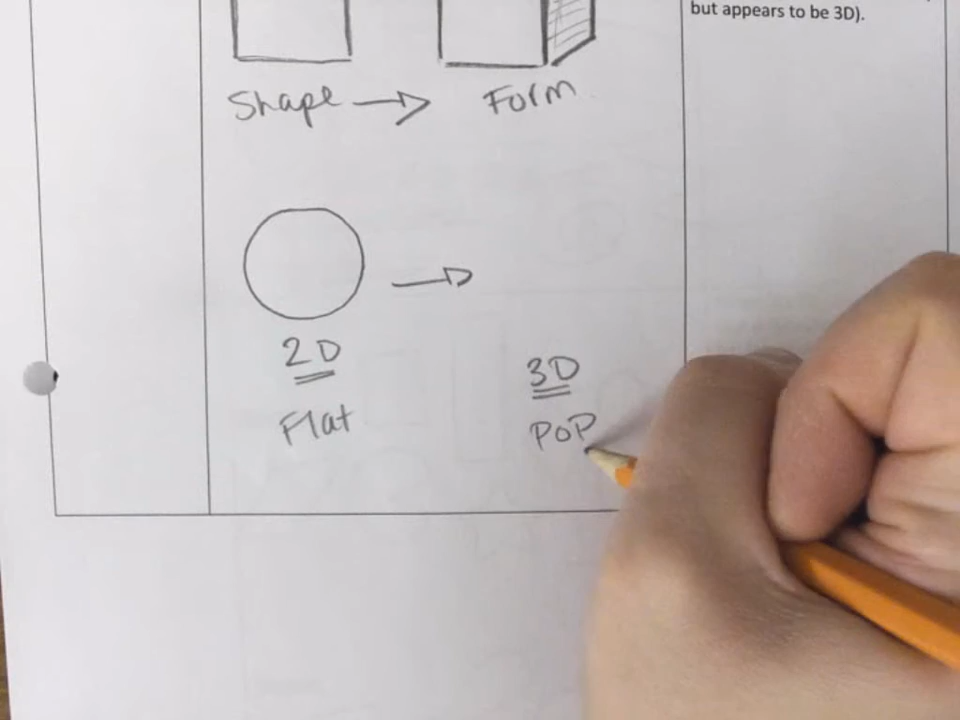 but appears to be 3D).
Shape → Form
2D
3D
Flat
POP